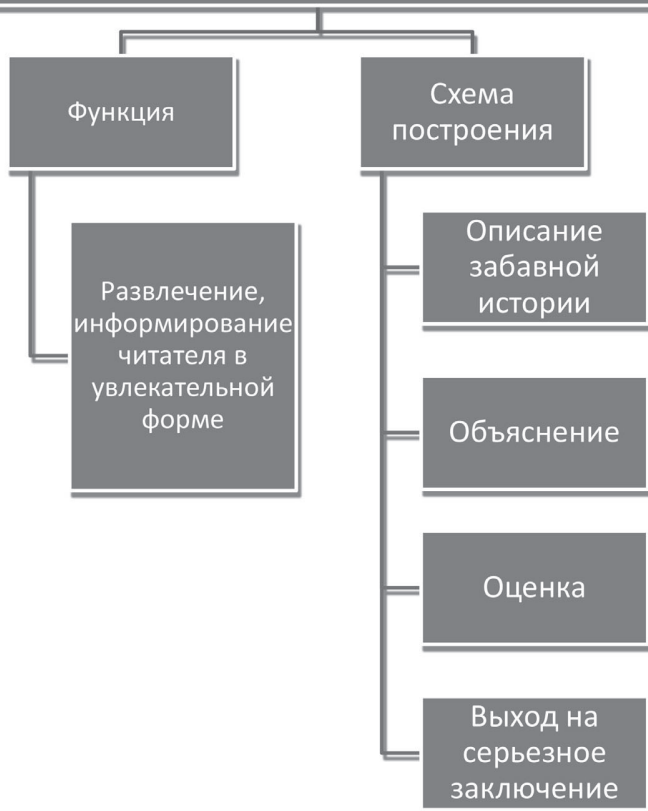 Функция
Схема
построения
Развлечение,
информирование
читателя в
увлекательной
форме
Описание
забавной
истории
Объяснение
Оценка
Выход на
серьезное
заключение